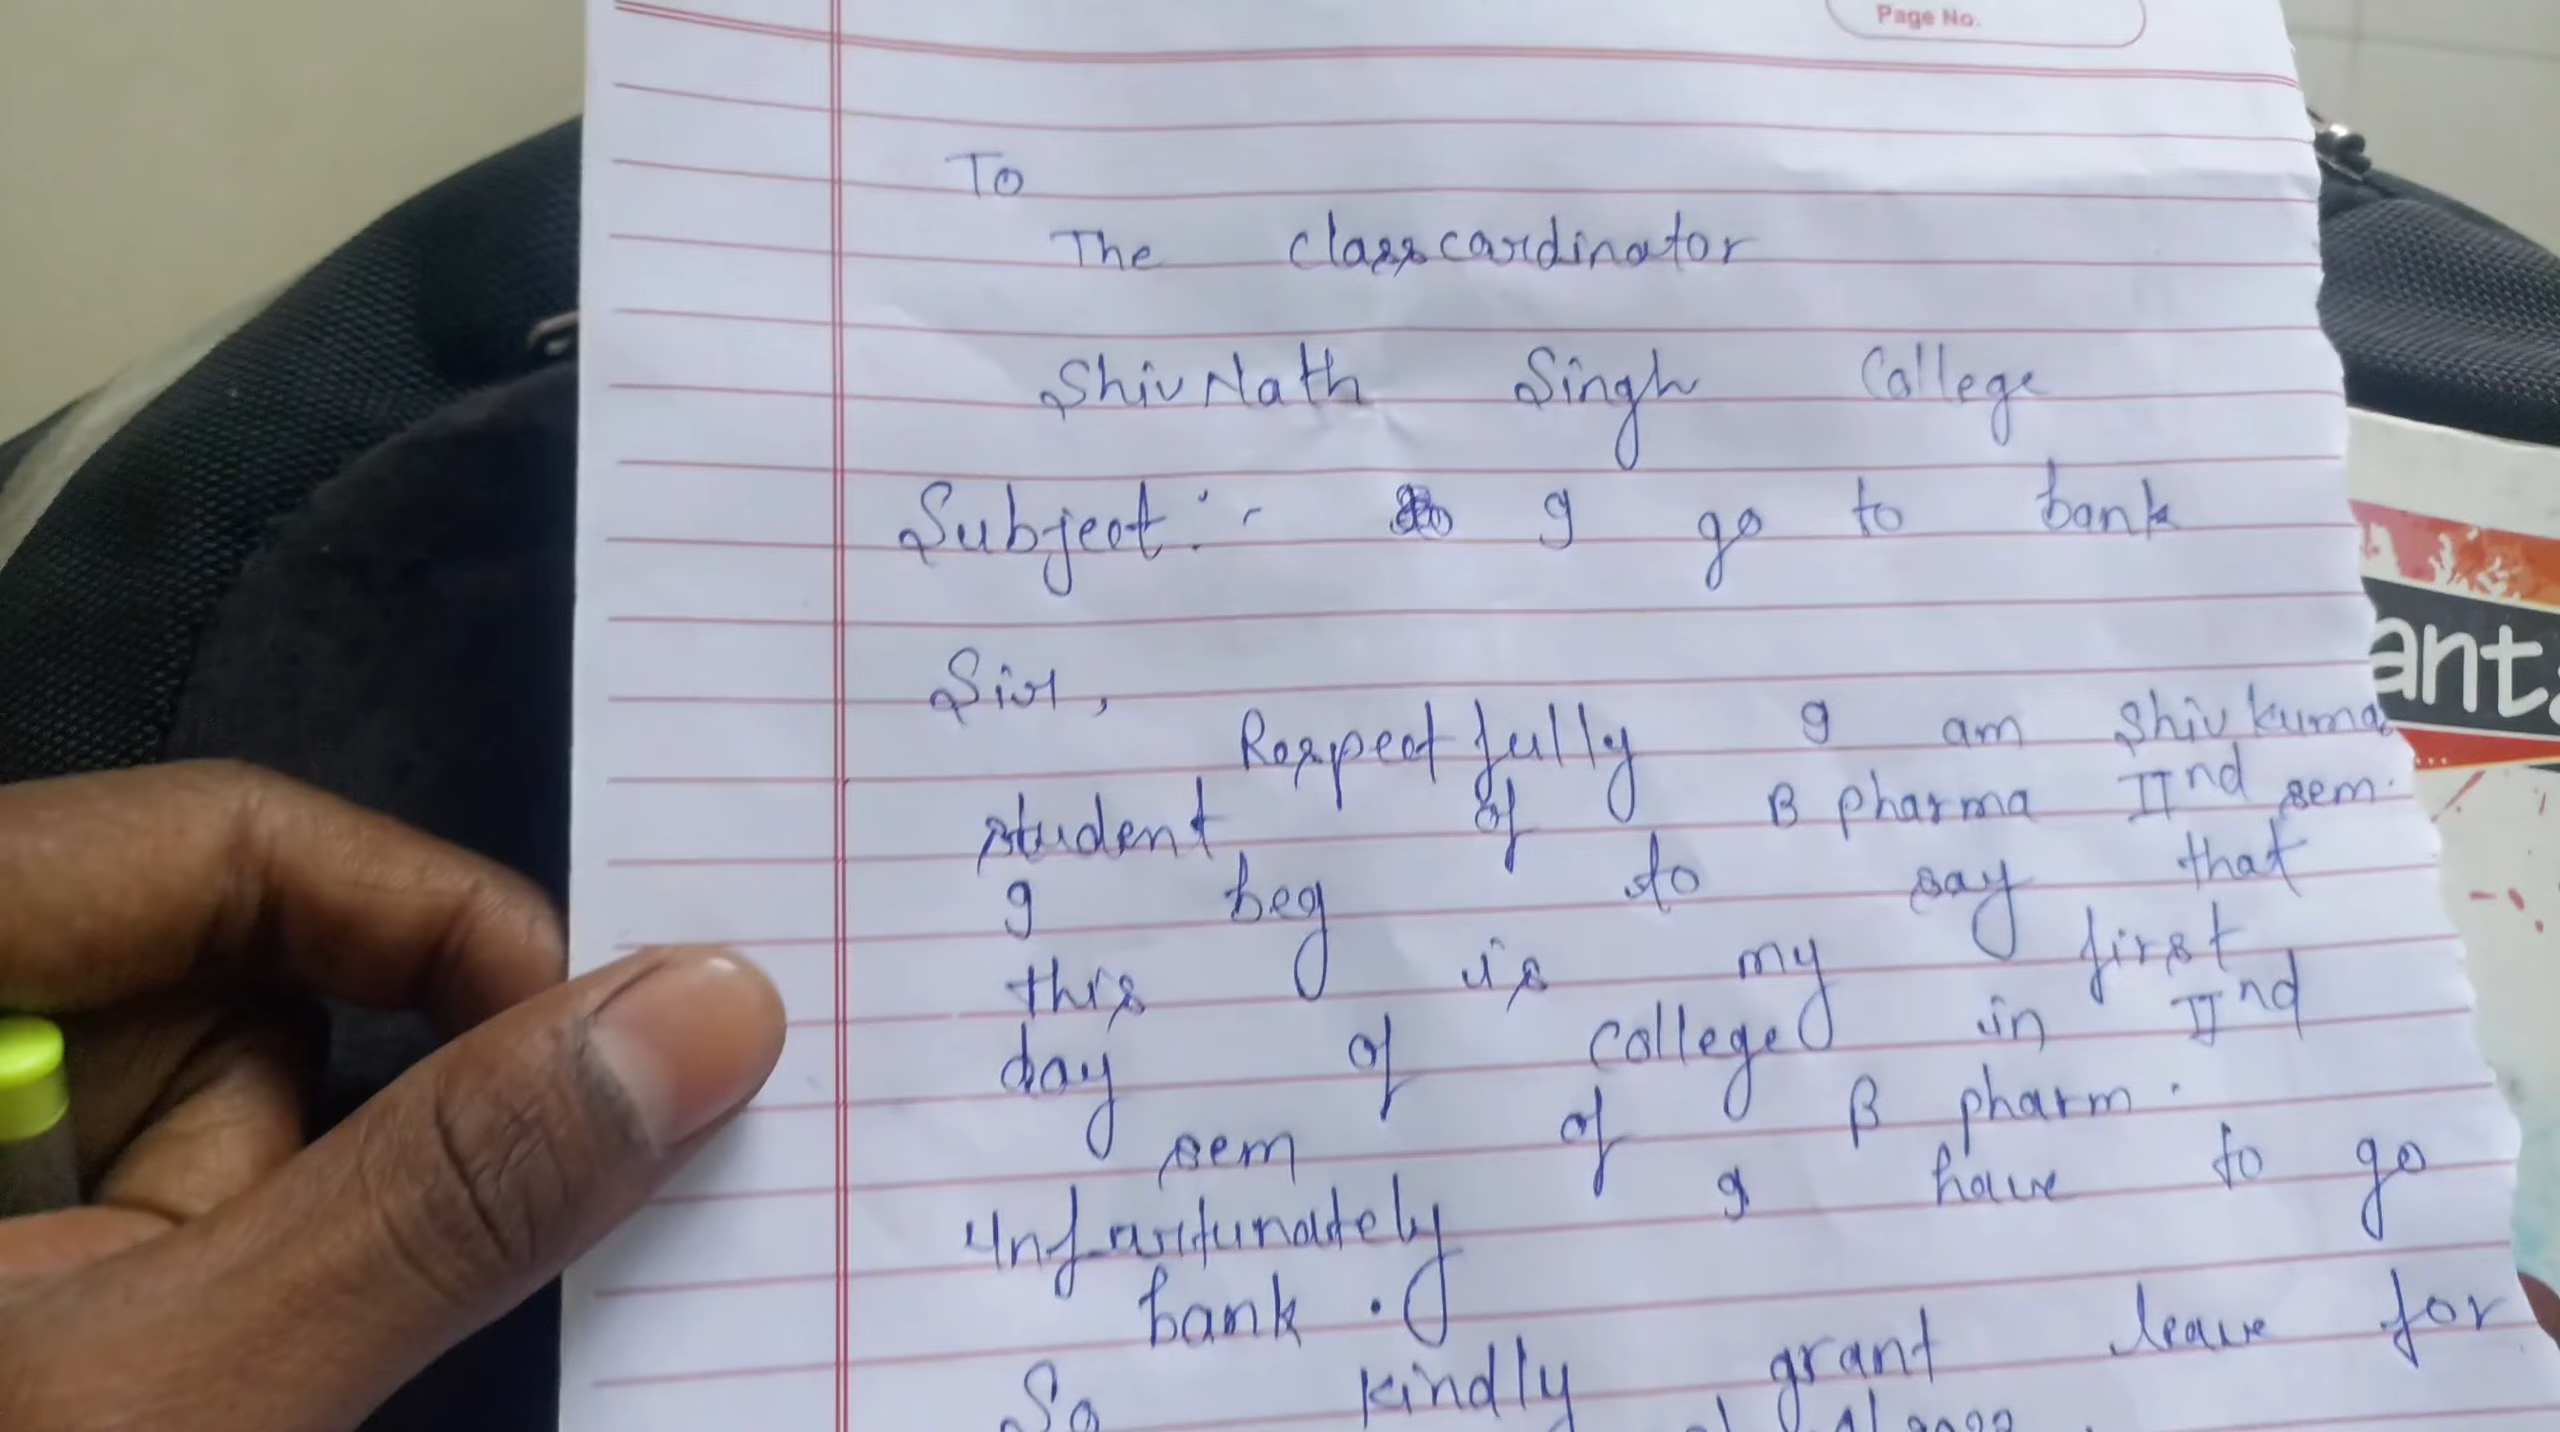 Page No.
To
The classcardinator
Shiv Nath Singh College
Subject :- I go to bank
Sir,
Respectfully I am Shiv kuma
student of B pharma IInd sem.
I beg to say that
this is my first
day of college in IInd
sem of B pharm.
Unfortunately I have to go
bank.
So kindly grant leave for
ant